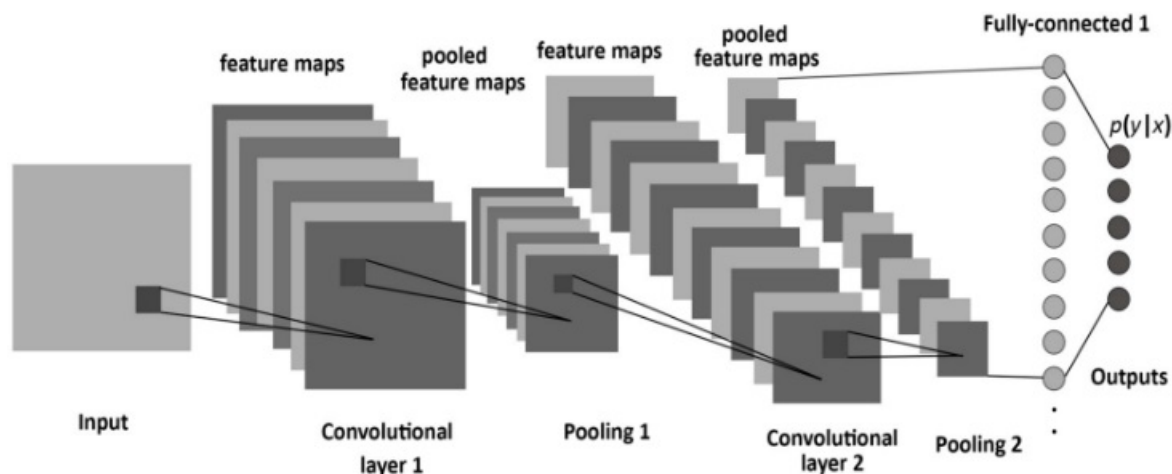 Fully-connected 1
feature maps
pooled
feature maps
feature maps
pooled
feature maps
p(y|x)
Input
Convolutional
layer 1
Pooling 1
Convolutional
layer 2
Pooling 2
Outputs